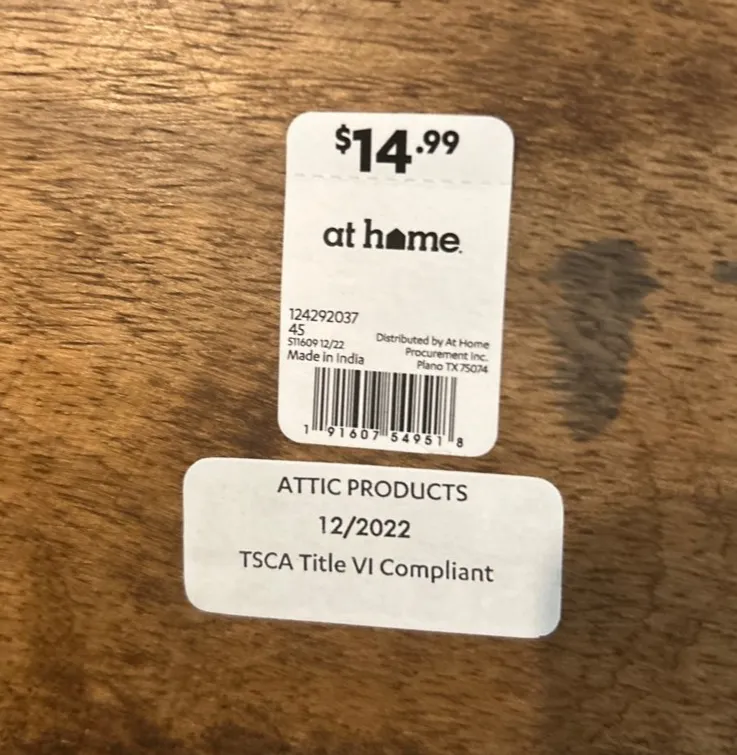 $14.99
at home
124292037
45
S11609 12/22
Made in India
Distributed by At Home
Procurement Inc.
Plano TX 75074
1 91607 54951 8
ATTIC PRODUCTS
12/2022
TSCA Title VI Compliant